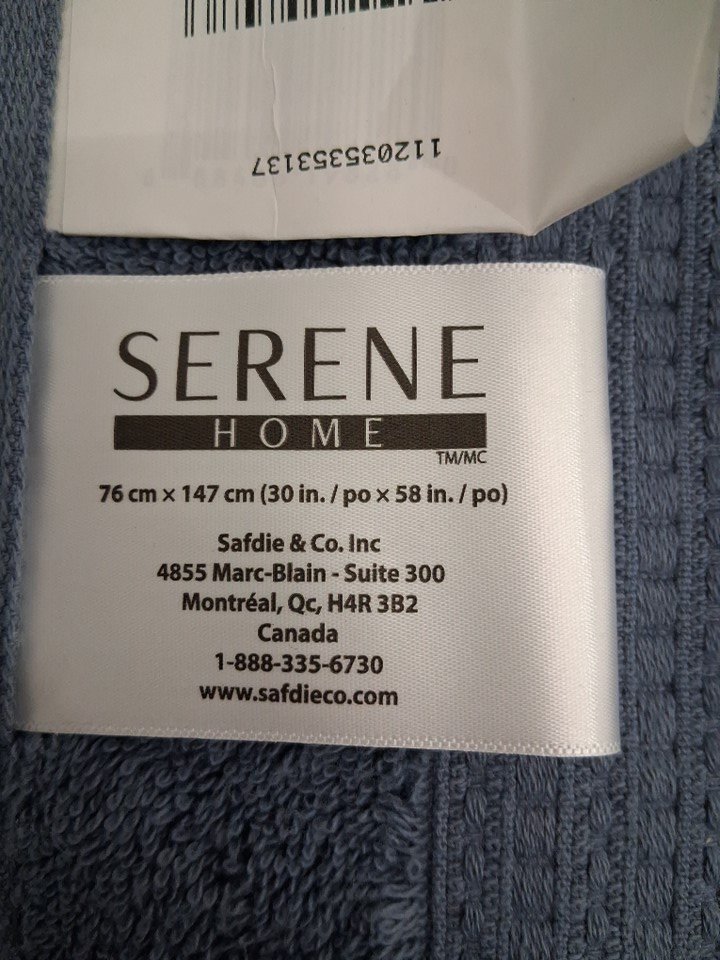 112035353137
SERENE
HOME
TM/MC
76 cm x 147 cm (30 in. / po x 58 in. / po)
Safdie & Co. Inc
4855 Marc-Blain - Suite 300
Montréal, Qc, H4R 3B2
Canada
1-888-335-6730
www.safdieco.com